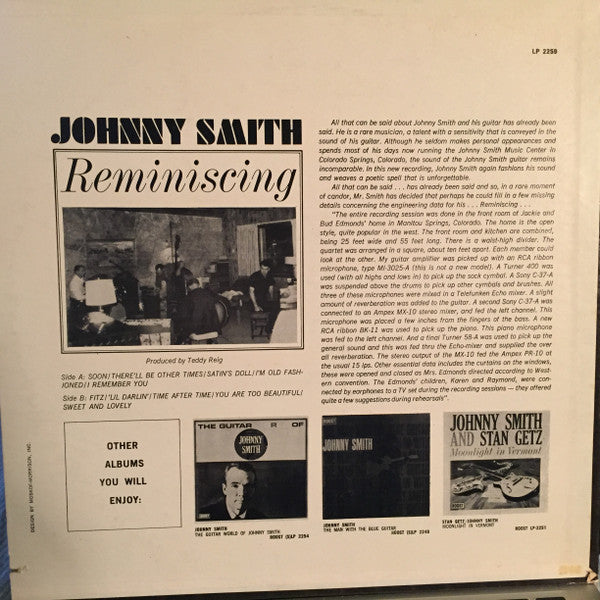 LP 2259
JOHNNY SMITH
Reminiscing
Produced by Teddy Reig
Side A: SOON/THERE'LL BE OTHER TIMES/SATIN'S DOLL/I'M OLD FASH-
IONED/I REMEMBER YOU
Side B: FITZ/'LIL DARLIN'/TIME AFTER TIME/YOU ARE TOO BEAUTIFUL/
SWEET AND LOVELY
All that can be said about Johnny Smith and his guitar has already been
said. He is a rare musician, a talent with a sensitivity that is conveyed in the
sound of his guitar. Although he seldom makes personal appearances and
spends most of his days now running the Johnny Smith Music Center in
Colorado Springs, Colorado, the sound of the Johnny Smith guitar remains
incomparable. In this new recording, Johnny Smith again fashions his sound
and weaves a poetic spell that is unforgettable.
All that can be said . . . has already been said and so, in a rare moment
of candor, Mr. Smith has decided that perhaps he could fill in a few missing
details concerning the engineering data for his . . . Reminiscing . . .
"The entire recording session was done in the front room of Jackie and
Bud Edmonds' home in Manitou Springs, Colorado. The home is the open
style, quite popular in the west. The front room and kitchen are combined,
being 25 feet wide and 55 feet long. There is a waist-high divider. The
quartet was arranged in a square, about ten feet apart. Each member could
look at the other. My guitar amplifier was picked up with an RCA ribbon
microphone, type MI-3025-A (this is not a new model). A Turner 400 was
used (with all highs and lows in) to pick up the sock cymbal. A Sony C-37-A
was suspended above the drums to pick up other cymbals and brushes. All
three of these microphones were mixed in a Telefunken Echo mixer. A slight
amount of reverberation was added to the guitar. A second Sony C-37-A was
connected to an Ampex MX-10 stereo mixer, and fed the left channel. This
microphone was placed a few inches from the fingers of the bass. A new
RCA ribbon BK-11 was used to pick up the piano. This piano microphone
was fed to the left channel. And a final Turner 58-A was used to pick up the
general sound and this was fed thru the Echo-mixer and supplied the over
all reverberation. The stereo output of the MX-10 fed the Ampex PR-10 at
the usual 15 ips. Other essential data includes the curtains on the windows,
these were opened and closed as Mrs. Edmonds directed according to West-
ern convention. The Edmonds' children, Karen and Raymond, were con-
nected by earphones to a TV set during the recording sessions — they offered
quite a few suggestions during rehearsals".
OTHER
ALBUMS
YOU WILL
ENJOY:
THE GUITAR
OF
JOHNNY
SMITH
JOHNNY SMITH
THE GUITAR WORLD OF JOHNNY SMITH
ROOST (S)LP 2254
JOHNNY SMITH
JOHNNY SMITH
THE MAN WITH THE BLUE GUITAR
ROOST (S)LP 2248
JOHNNY SMITH
AND STAN GETZ
Moonlight in Vermont
ROOST
STAN GETZ-JOHNNY SMITH
MOONLIGHT IN VERMONT
ROOST LP-2251
DESIGN BY MOSKOF-MORRISON, INC.